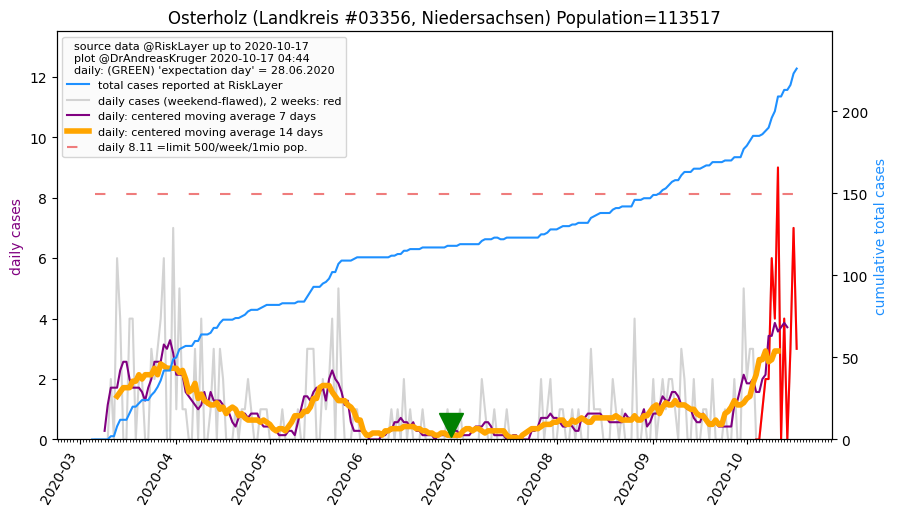 Osterholz (Landkreis #03356, Niedersachsen) Population=113517
source data @RiskLayer up to 2020-10-17
plot @DrAndreasKruger 2020-10-17 04:44
daily: (GREEN) 'expectation day' = 28.06.2020
total cases reported at RiskLayer
daily cases (weekend-flawed), 2 weeks: red
daily: centered moving average 7 days
daily: centered moving average 14 days
daily 8.11 =limit 500/week/1mio pop.
daily cases
12
10
8
6
4
2
0
cumulative total cases
200
150
100
50
0
2020-03
2020-04
2020-05
2020-06
2020-07
2020-08
2020-09
2020-10